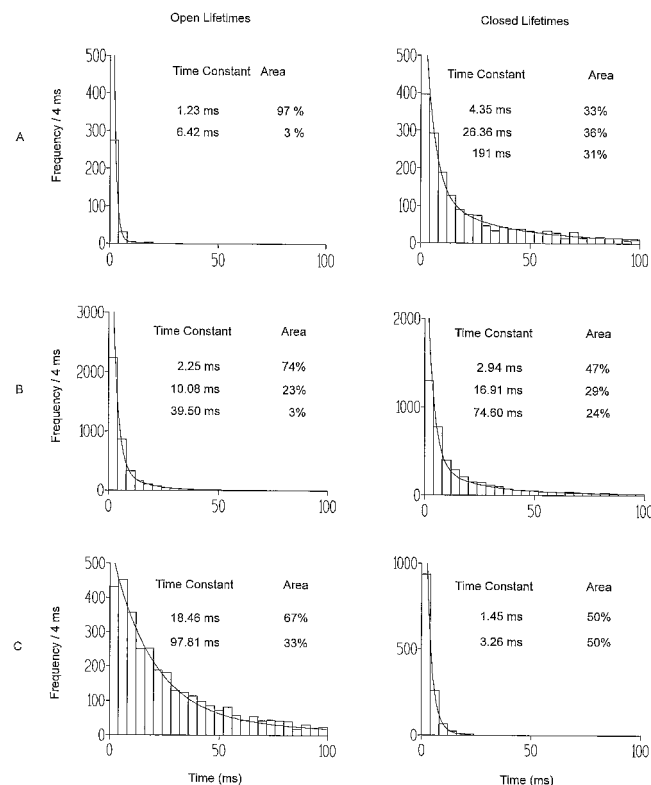 Open Lifetimes
Closed Lifetimes
A
Frequency / 4 ms
500
400
300
200
100
0
0 50 100
Time Constant Area
1.23 ms 97 %
6.42 ms 3 %
500
400
300
200
100
0
0 50 100
Time Constant Area
4.35 ms 33%
26.36 ms 36%
191 ms 31%
B
Frequency / 4 ms
3000
2000
1000
0
0 50 100
Time Constant Area
2.25 ms 74%
10.08 ms 23%
39.50 ms 3%
2000
1000
0
0 50 100
Time Constant Area
2.94 ms 47%
16.91 ms 29%
74.60 ms 24%
C
Frequency / 4 ms
500
400
300
200
100
0
0 50 100
Time (ms)
Time Constant Area
18.46 ms 67%
97.81 ms 33%
1000
500
0
0 50 100
Time (ms)
Time Constant Area
1.45 ms 50%
3.26 ms 50%